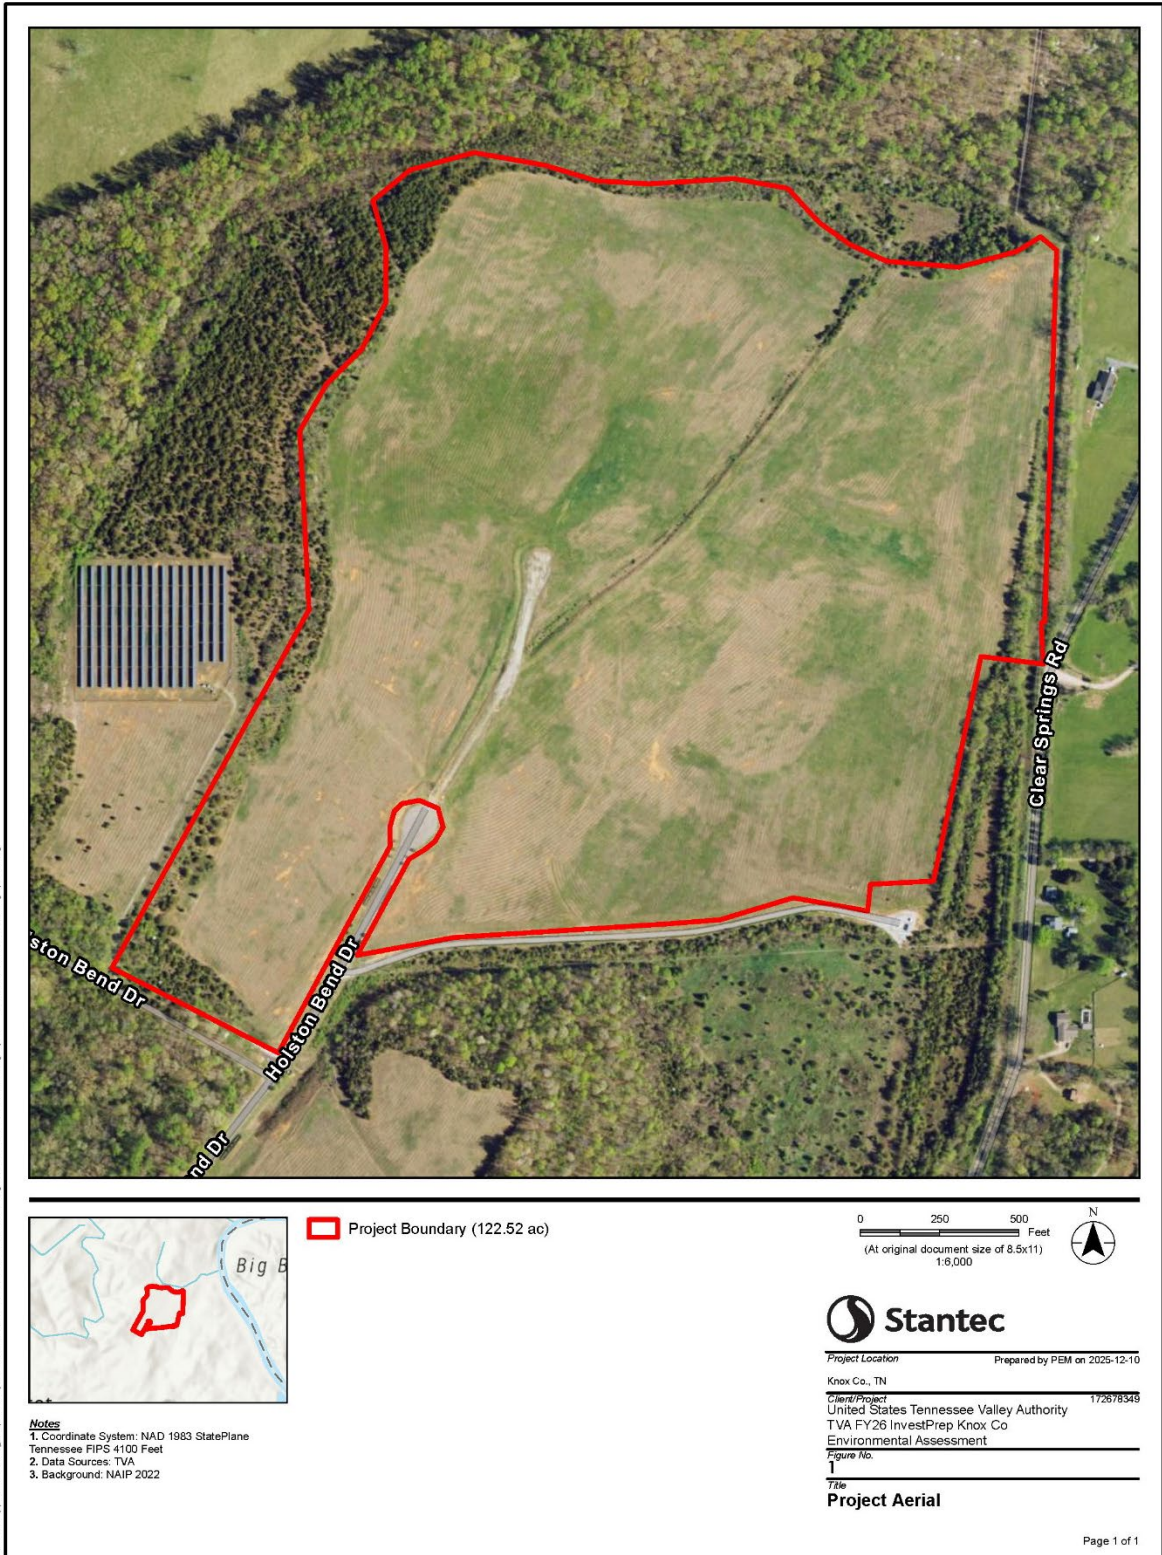 Holston Bend Dr
Clear Springs Rd
ston Bend Dr
nd Dr
Big B
Project Boundary (122.52 ac)
0 250 500
Feet
(At original document size of 8.5x11)
1:6,000
N
Stantec
Project Location
Prepared by PEM on 2025-12-10
Knox Co., TN
Client/Project
172678349
United States Tennessee Valley Authority
TVA FY26 InvestPrep Knox Co
Environmental Assessment
Figure No.
1
Title
Project Aerial
Notes
1. Coordinate System: NAD 1983 StatePlane
Tennessee FIPS 4100 Feet
2. Data Sources: TVA
3. Background: NAIP 2022
Page 1 of 1